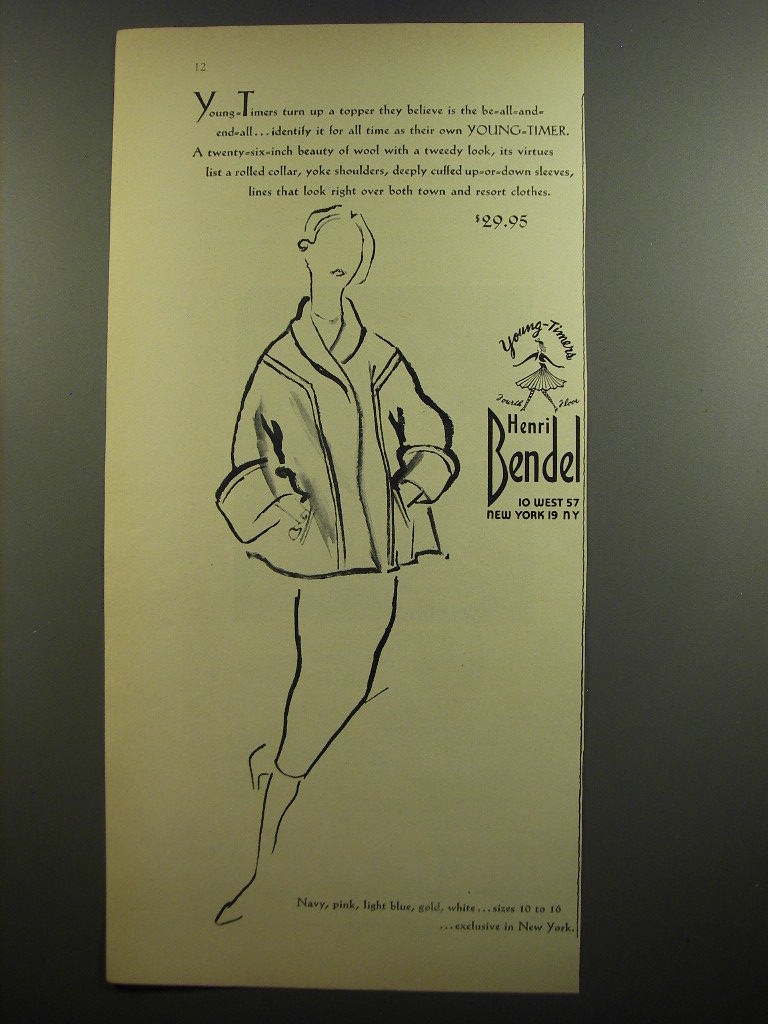 12
Young=Timers turn up a topper they believe is the be=all=and=
end=all...identify it for all time as their own YOUNG=TIMER.
A twenty=six=inch beauty of wool with a tweedy look, its virtues
list a rolled collar, yoke shoulders, deeply cuffed up=or=down sleeves,
lines that look right over both town and resort clothes.
$29.95
Young-Timers
Fourth Floor
Henri
Bendel
10 WEST 57
NEW YORK 19 NY
Navy, pink, light blue, gold, white...sizes 10 to 16
...exclusive in New York.